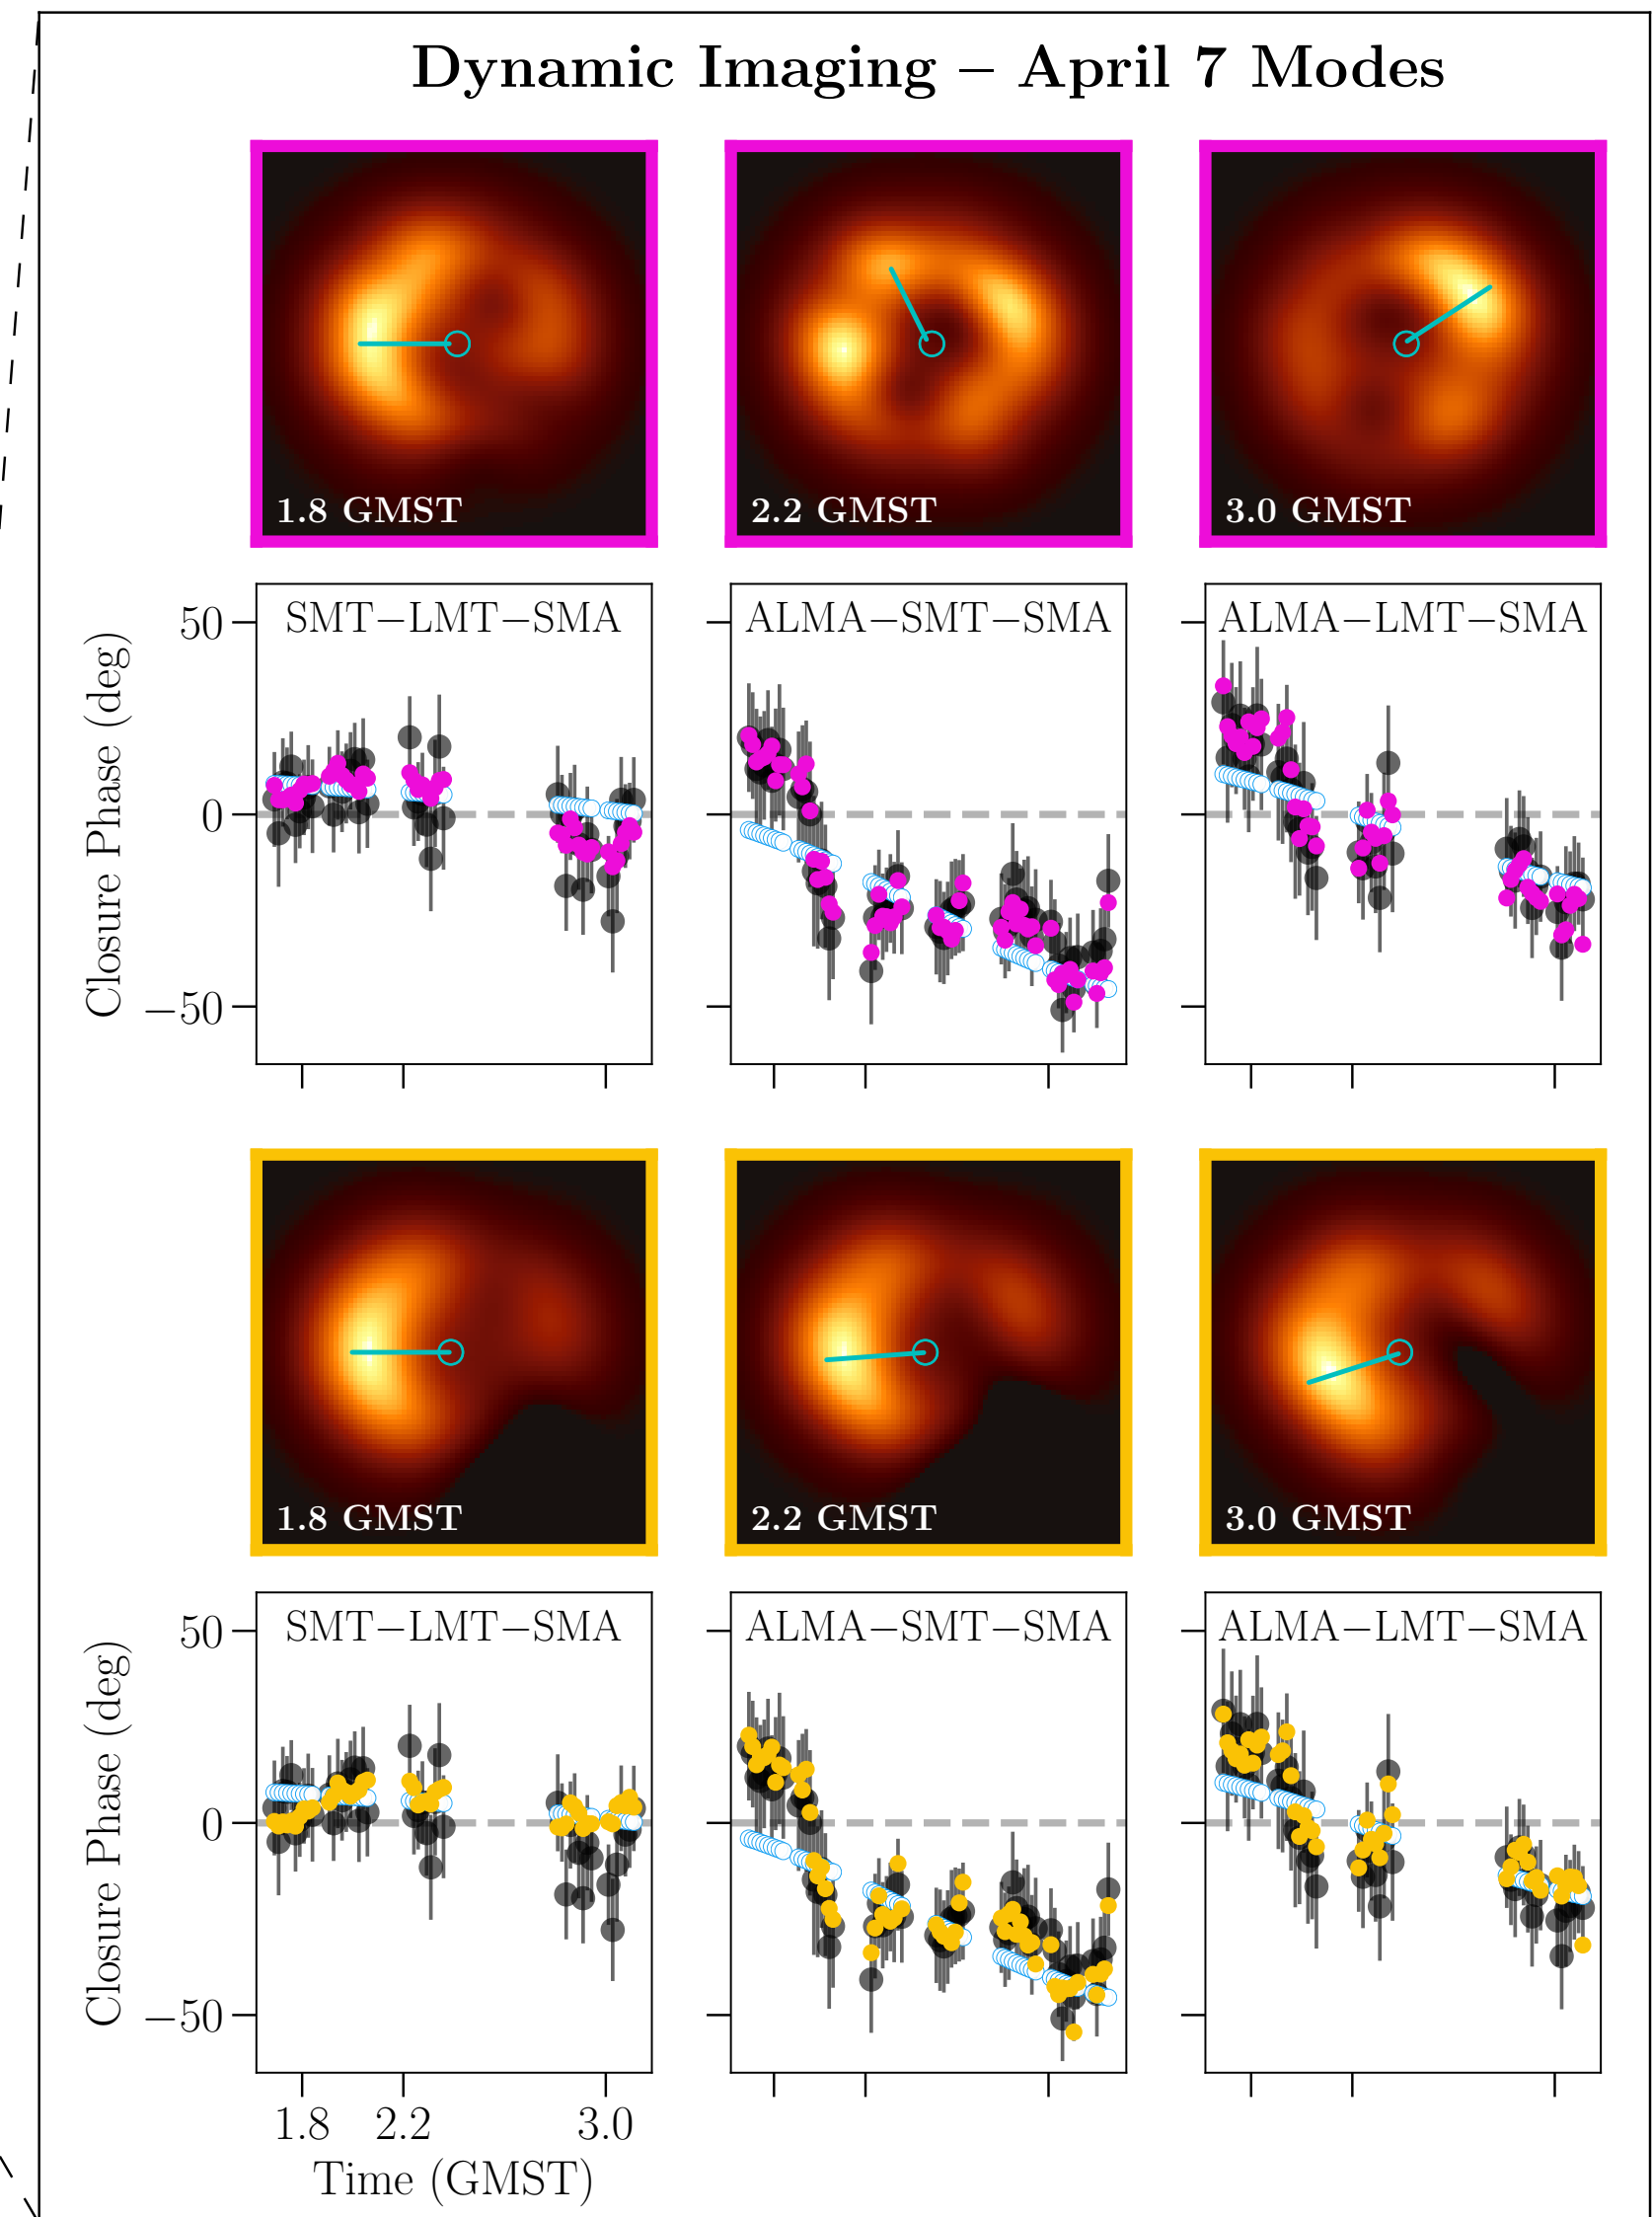 Dynamic Imaging – April 7 Modes
1.8 GMST
2.2 GMST
3.0 GMST
SMT−LMT−SMA
ALMA−SMT−SMA
ALMA−LMT−SMA
50
0
−50
Closure Phase (deg)
1.8 GMST
2.2 GMST
3.0 GMST
SMT−LMT−SMA
ALMA−SMT−SMA
ALMA−LMT−SMA
50
0
−50
Closure Phase (deg)
1.8 2.2 3.0
Time (GMST)